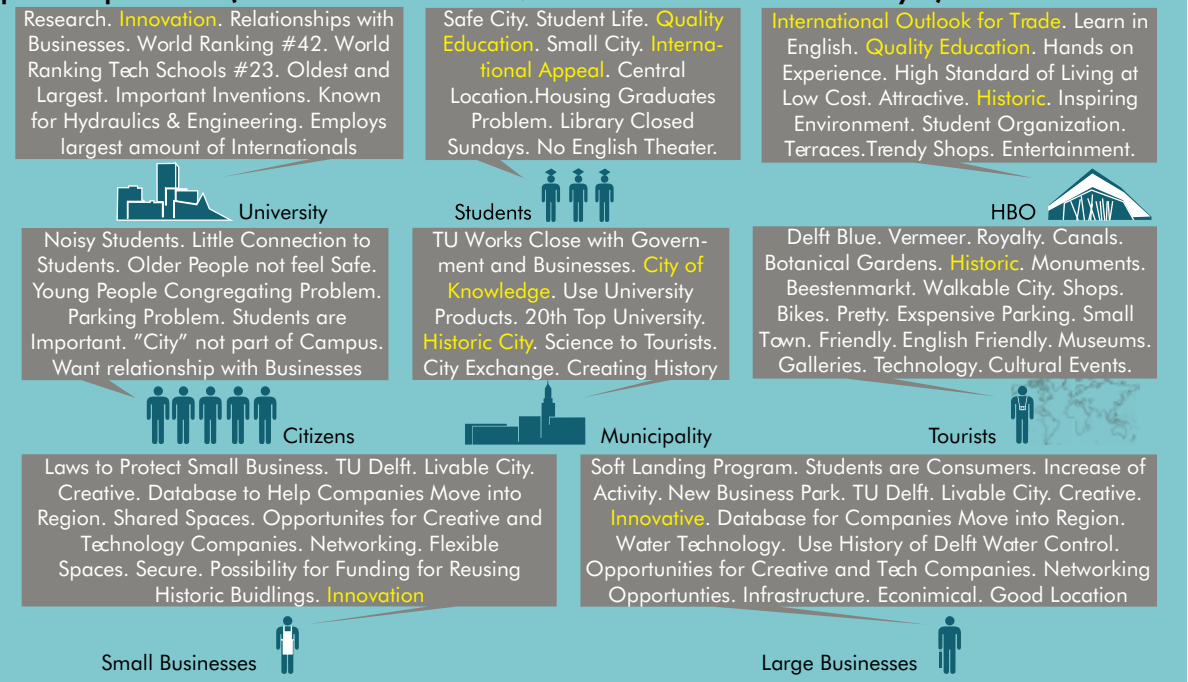 Research. Innovation. Relationships with
Businesses. World Ranking #42. World
Ranking Tech Schools #23. Oldest and
Largest. Important Inventions. Known
for Hydraulics & Engineering. Employs
largest amount of Internationals
University
Safe City. Student Life. Quality
Education. Small City. Interna-
tional Appeal. Central
Location.Housing Graduates
Problem. Library Closed
Sundays. No English Theater.
Students
International Outlook for Trade. Learn in
English. Quality Education. Hands on
Experience. High Standard of Living at
Low Cost. Attractive. Historic. Inspiring
Environment. Student Organization.
Terraces.Trendy Shops. Entertainment.
HBO
Noisy Students. Little Connection to
Students. Older People not feel Safe.
Young People Congregating Problem.
Parking Problem. Students are
Important. "City" not part of Campus.
Want relationship with Businesses
Citizens
TU Works Close with Govern-
ment and Businesses. City of
Knowledge. Use University
Products. 20th Top University.
Historic City. Science to Tourists.
City Exchange. Creating History
Municipality
Delft Blue. Vermeer. Royalty. Canals.
Botanical Gardens. Historic. Monuments.
Beestenmarkt. Walkable City. Shops.
Bikes. Pretty. Exspensive Parking. Small
Town. Friendly. English Friendly. Museums.
Galleries. Technology. Cultural Events.
Tourists
Laws to Protect Small Business. TU Delft. Livable City.
Creative. Database to Help Companies Move into
Region. Shared Spaces. Opportunites for Creative and
Technology Companies. Networking. Flexible
Spaces. Secure. Possibility for Funding for Reusing
Historic Buidlings. Innovation
Small Businesses
Soft Landing Program. Students are Consumers. Increase of
Activity. New Business Park. TU Delft. Livable City. Creative.
Innovative. Database for Companies Move into Region.
Water Technology. Use History of Delft Water Control.
Opportunities for Creative and Tech Companies. Networking
Opportunties. Infrastructure. Econimical. Good Location
Large Businesses